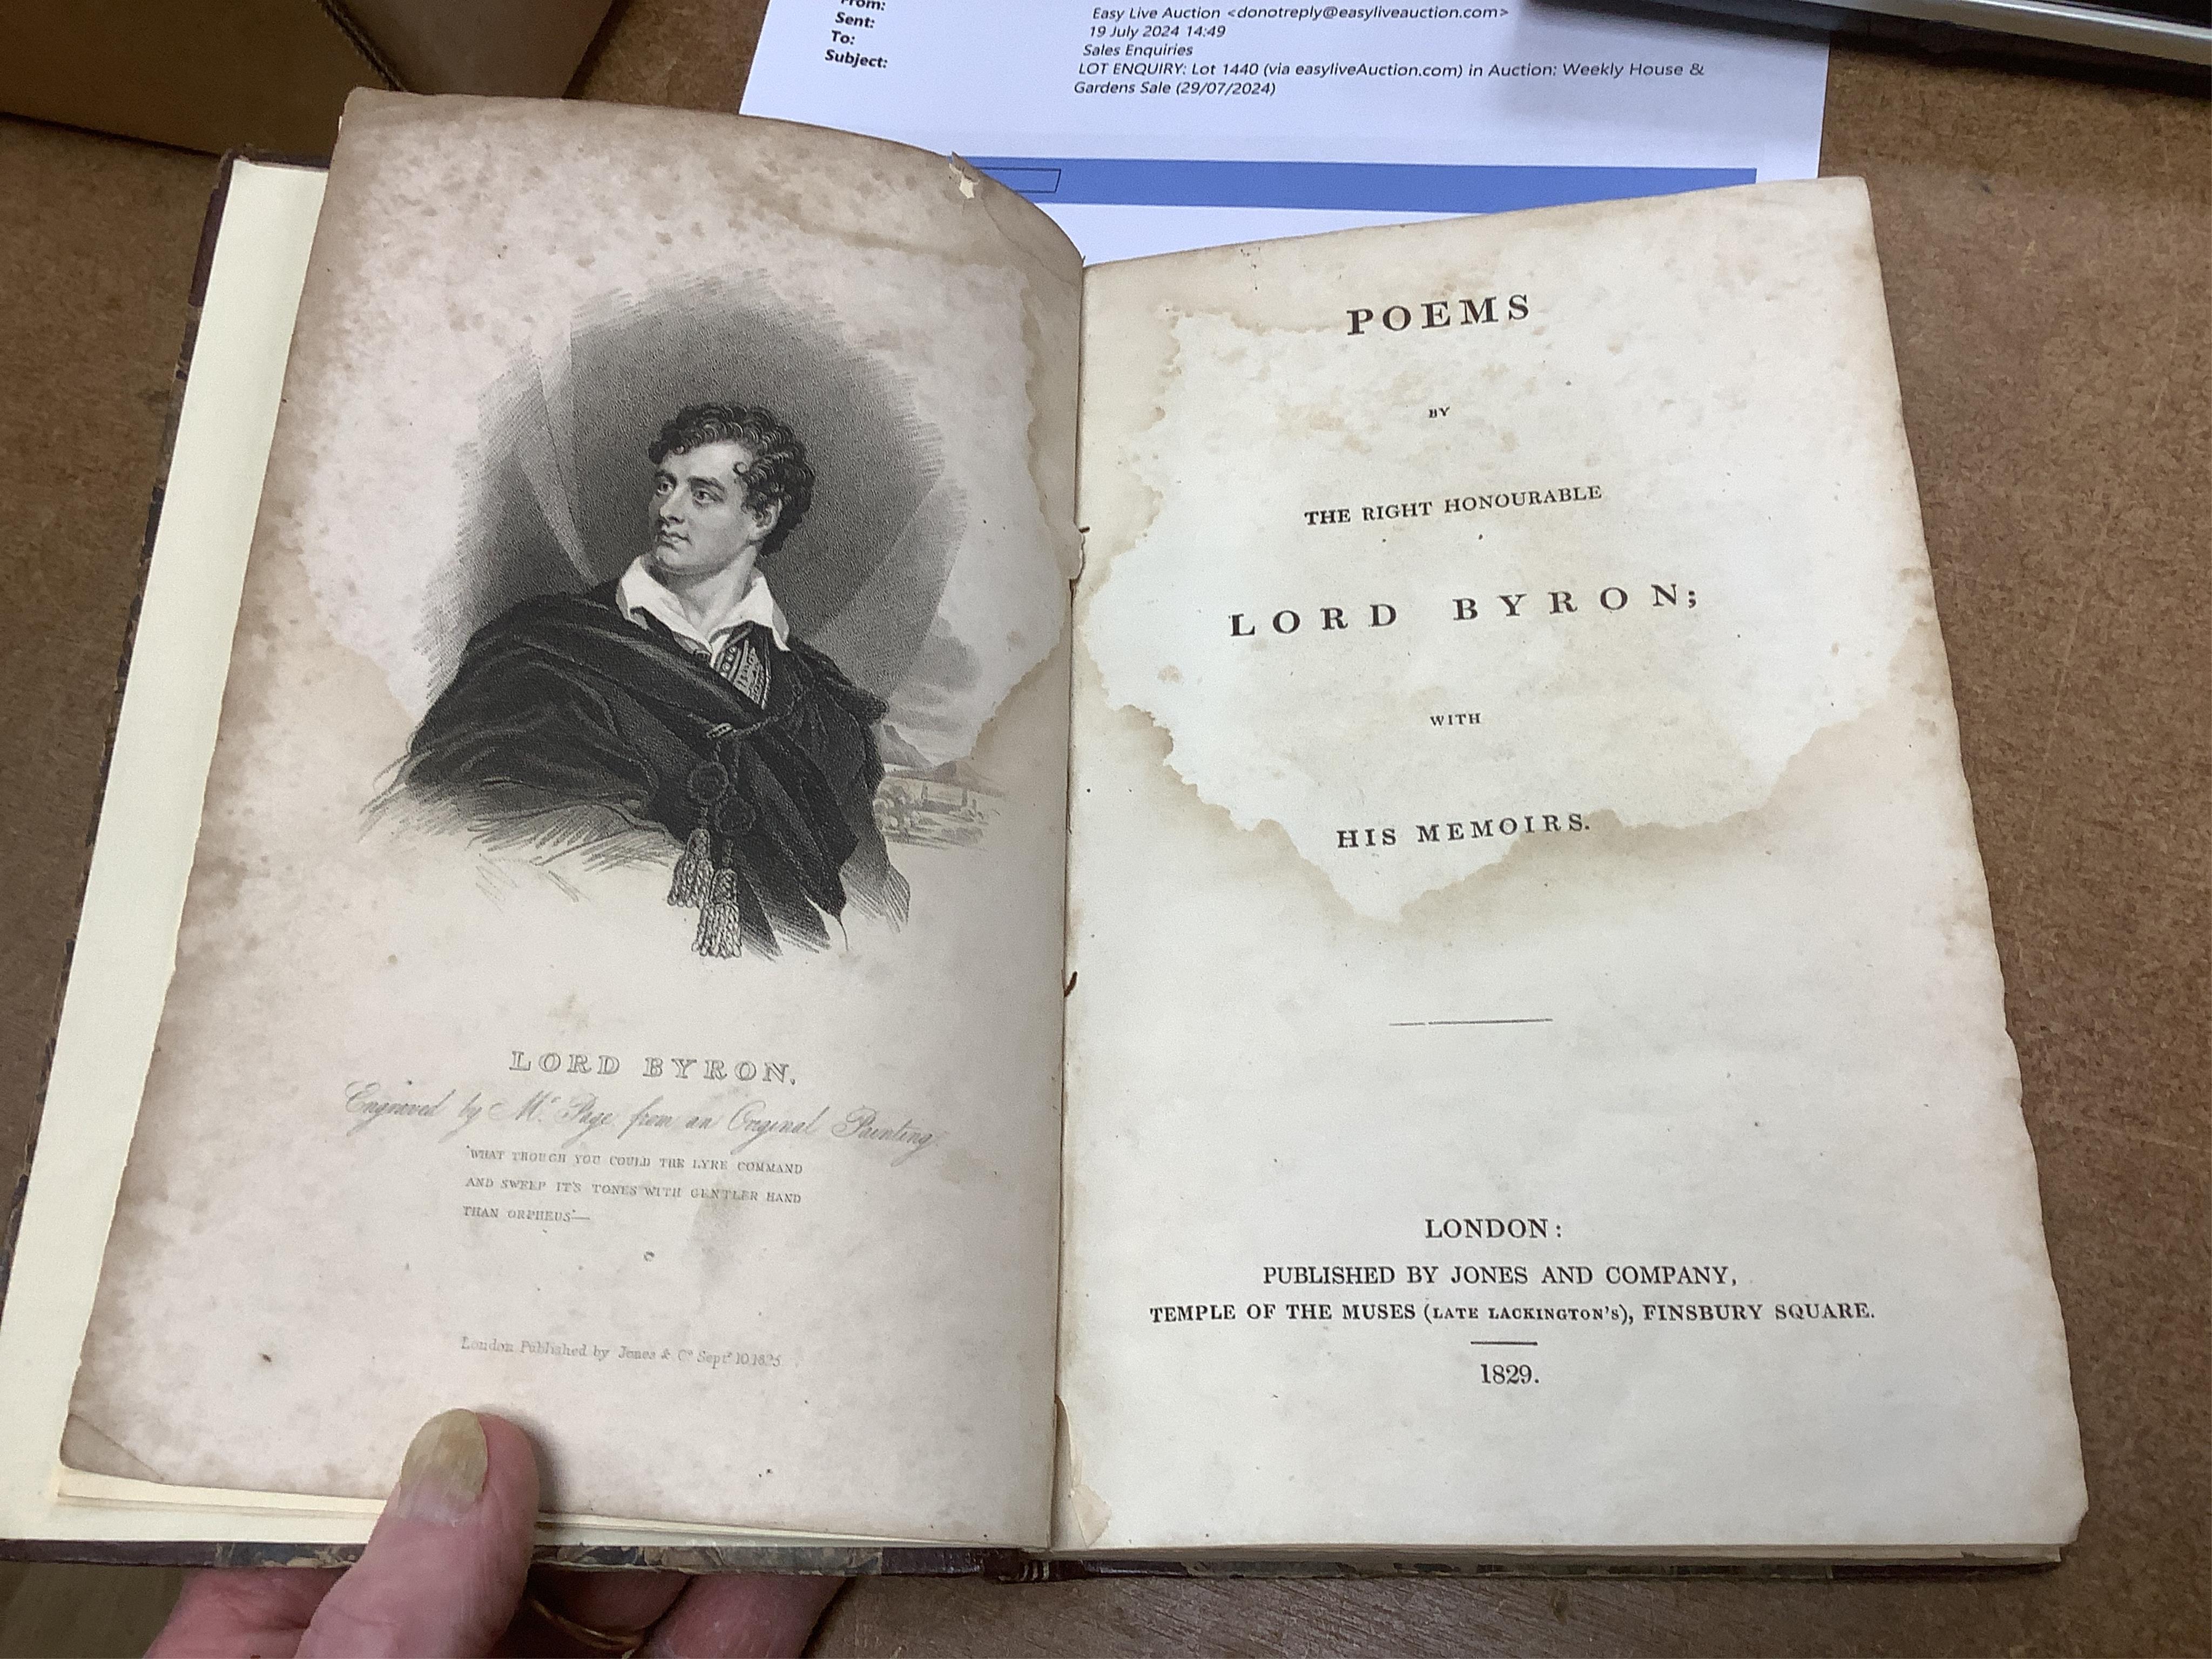 From:
Sent:
To:
Subject:
Easy Live Auction <donotreply@easyliveauction.com>
19 July 2024 14:49
Sales Enquiries
LOT ENQUIRY: Lot 1440 (via easyliveAuction.com) in Auction: Weekly House &
Gardens Sale (29/07/2024)
LORD BYRON.
Engraved by Mr. Page from an Original Painting.
'WHAT THOUGH YOU COULD THE LYRE COMMAND
AND SWEEP IT'S TONES WITH GENTLER HAND
THAN ORPHEUS'—
London Published by Jones & Co. Septr. 10, 1825.
POEMS
BY
THE RIGHT HONOURABLE
LORD BYRON;
WITH
HIS MEMOIRS.
LONDON:
PUBLISHED BY JONES AND COMPANY,
TEMPLE OF THE MUSES (LATE LACKINGTON'S), FINSBURY SQUARE.
1829.